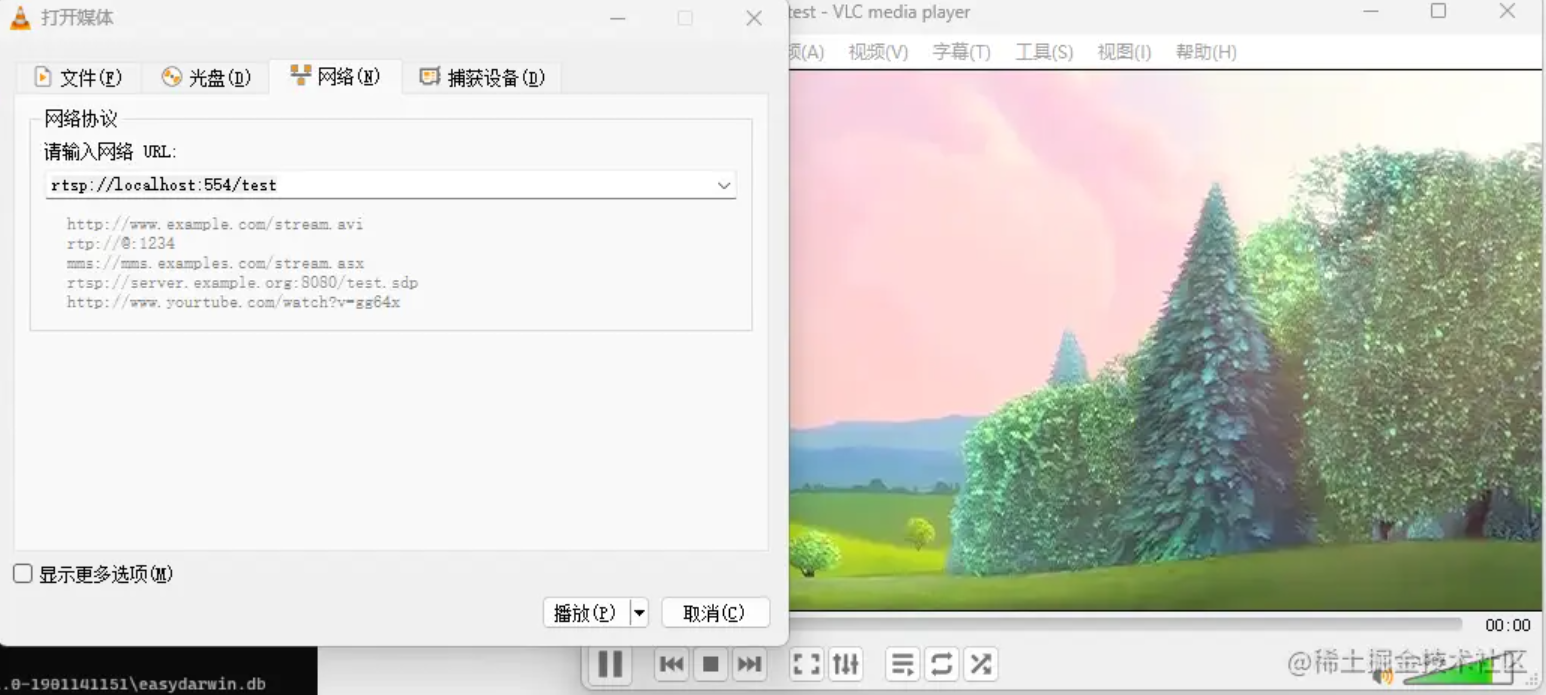 打开媒体
test - VLC media player
频(A) 视频(V) 字幕(T) 工具(S) 视图(I) 帮助(H)
文件(F) 光盘(D) 网络(N) 捕获设备(D)
网络协议
请输入网络 URL:
rtsp://localhost:554/test
http://www.example.com/stream.avi
rtp://@:1234
mms://mms.examples.com/stream.asx
rtsp://server.example.org:8080/test.sdp
http://www.yourtube.com/watch?v=gg64x
显示更多选项(M)
播放(P) 取消(C)
00:00
.0-1901141151\easydarwin.db
@稀土掘金技术社区